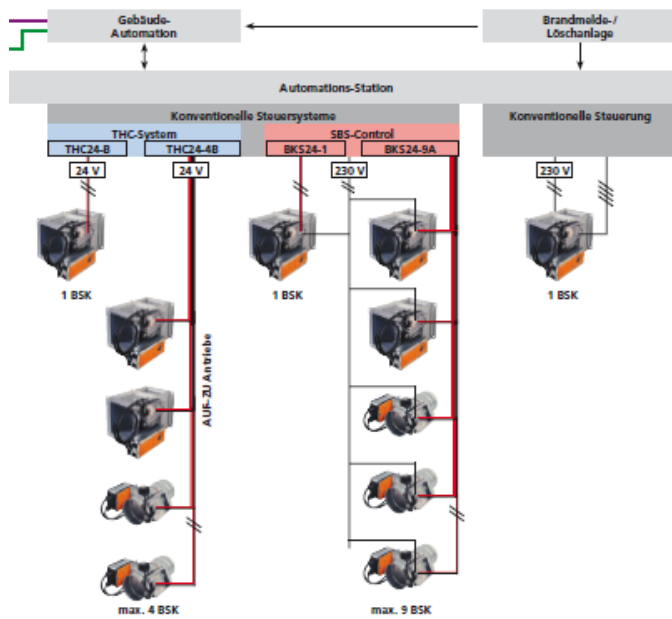 Gebäude-
Automation
Brandmelde-/
Löschanlage
Automations-Station
Konventionelle Steuersysteme
Konventionelle Steuerung
THC-System
SBS-Control
THC24-B
THC24-4B
BKS24-1
BKS24-9A
24 V
24 V
230 V
230 V
1 BSK
1 BSK
1 BSK
AUF-ZU Antriebe
max. 4 BSK
max. 9 BSK